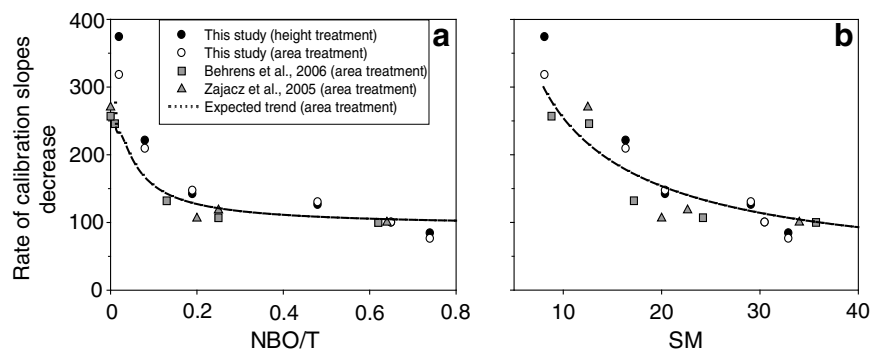 Rate of calibration slopes
decrease
400
300
200
100
0
a
This study (height treatment)
This study (area treatment)
Behrens et al., 2006 (area treatment)
Zajacz et al., 2005 (area treatment)
Expected trend (area treatment)
0
0.2
0.4
0.6
0.8
NBO/T
b
10
20
30
40
SM